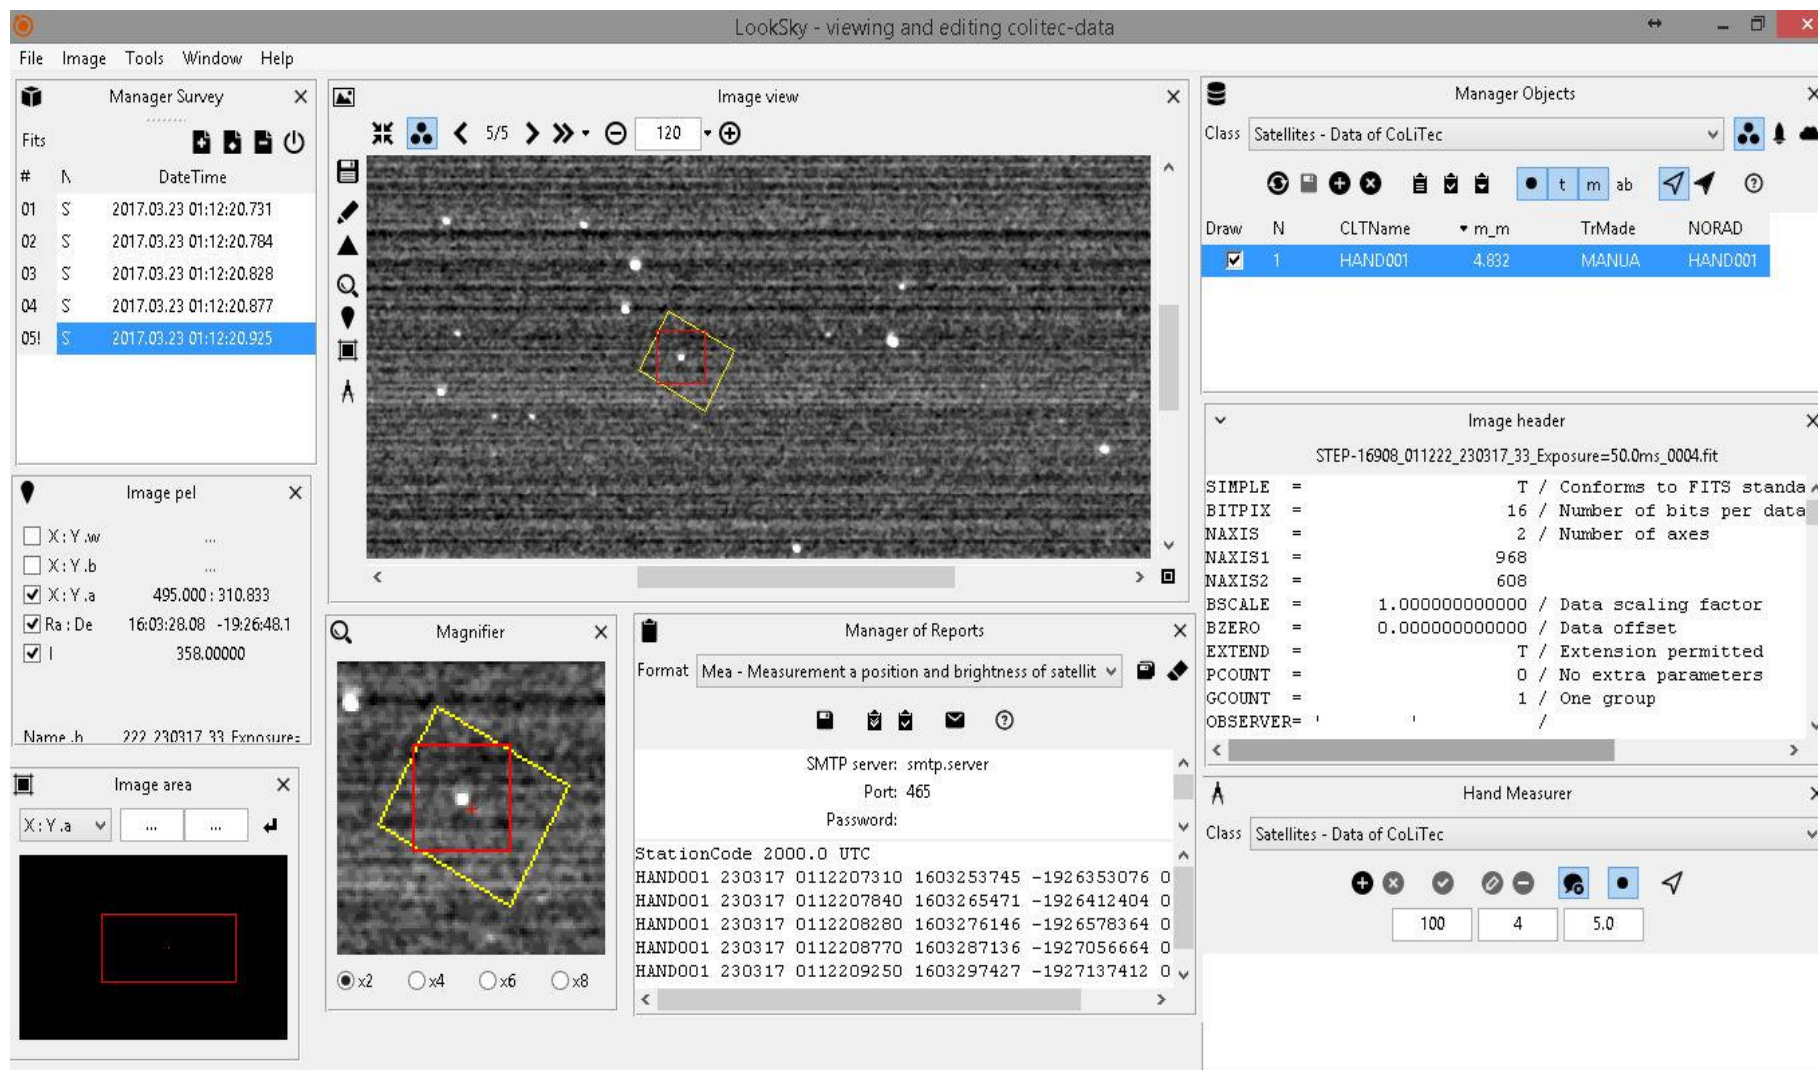 LookSky - viewing and editing colitec-data
File Image Tools Window Help
Manager Survey
Fits
# N DateTime
01 S 2017.03.23 01:12:20.731
02 S 2017.03.23 01:12:20.784
03 S 2017.03.23 01:12:20.828
04 S 2017.03.23 01:12:20.877
05! S 2017.03.23 01:12:20.925
Image view
5/5 120
Manager Objects
Class Satellites - Data of CoLiTec
t m ab
Draw N CLTName m_m TrMade NORAD
1 HAND001 4.832 MANUA HAND001
Image header
STEP-16908_011222_230317_33_Exposure=50.0ms_0004.fit
SIMPLE = T / Conforms to FITS standa
BITPIX = 16 / Number of bits per data
NAXIS = 2 / Number of axes
NAXIS1 = 968
NAXIS2 = 608
BSCALE = 1.000000000000 / Data scaling factor
BZERO = 0.000000000000 / Data offset
EXTEND = T / Extension permitted
PCOUNT = 0 / No extra parameters
GCOUNT = 1 / One group
OBSERVER= ' ' /
Image pel
X : Y .w ...
X : Y .b ...
X : Y .a 495.000 : 310.833
Ra : De 16:03:28.08 -19:26:48.1
I 358.00000
Name .h 222_230317_33_Exposure=
Image area
X : Y .a ... ...
Magnifier
x2 x4 x6 x8
Manager of Reports
Format Mea - Measurement a position and brightness of satellit
SMTP server: smtp.server
Port: 465
Password:
StationCode 2000.0 UTC
HAND001 230317 0112207310 1603253745 -1926353076 0
HAND001 230317 0112207840 1603265471 -1926412404 0
HAND001 230317 0112208280 1603276146 -1926578364 0
HAND001 230317 0112208770 1603287136 -1927056664 0
HAND001 230317 0112209250 1603297427 -1927137412 0
Hand Measurer
Class Satellites - Data of CoLiTec
100 4 5.0